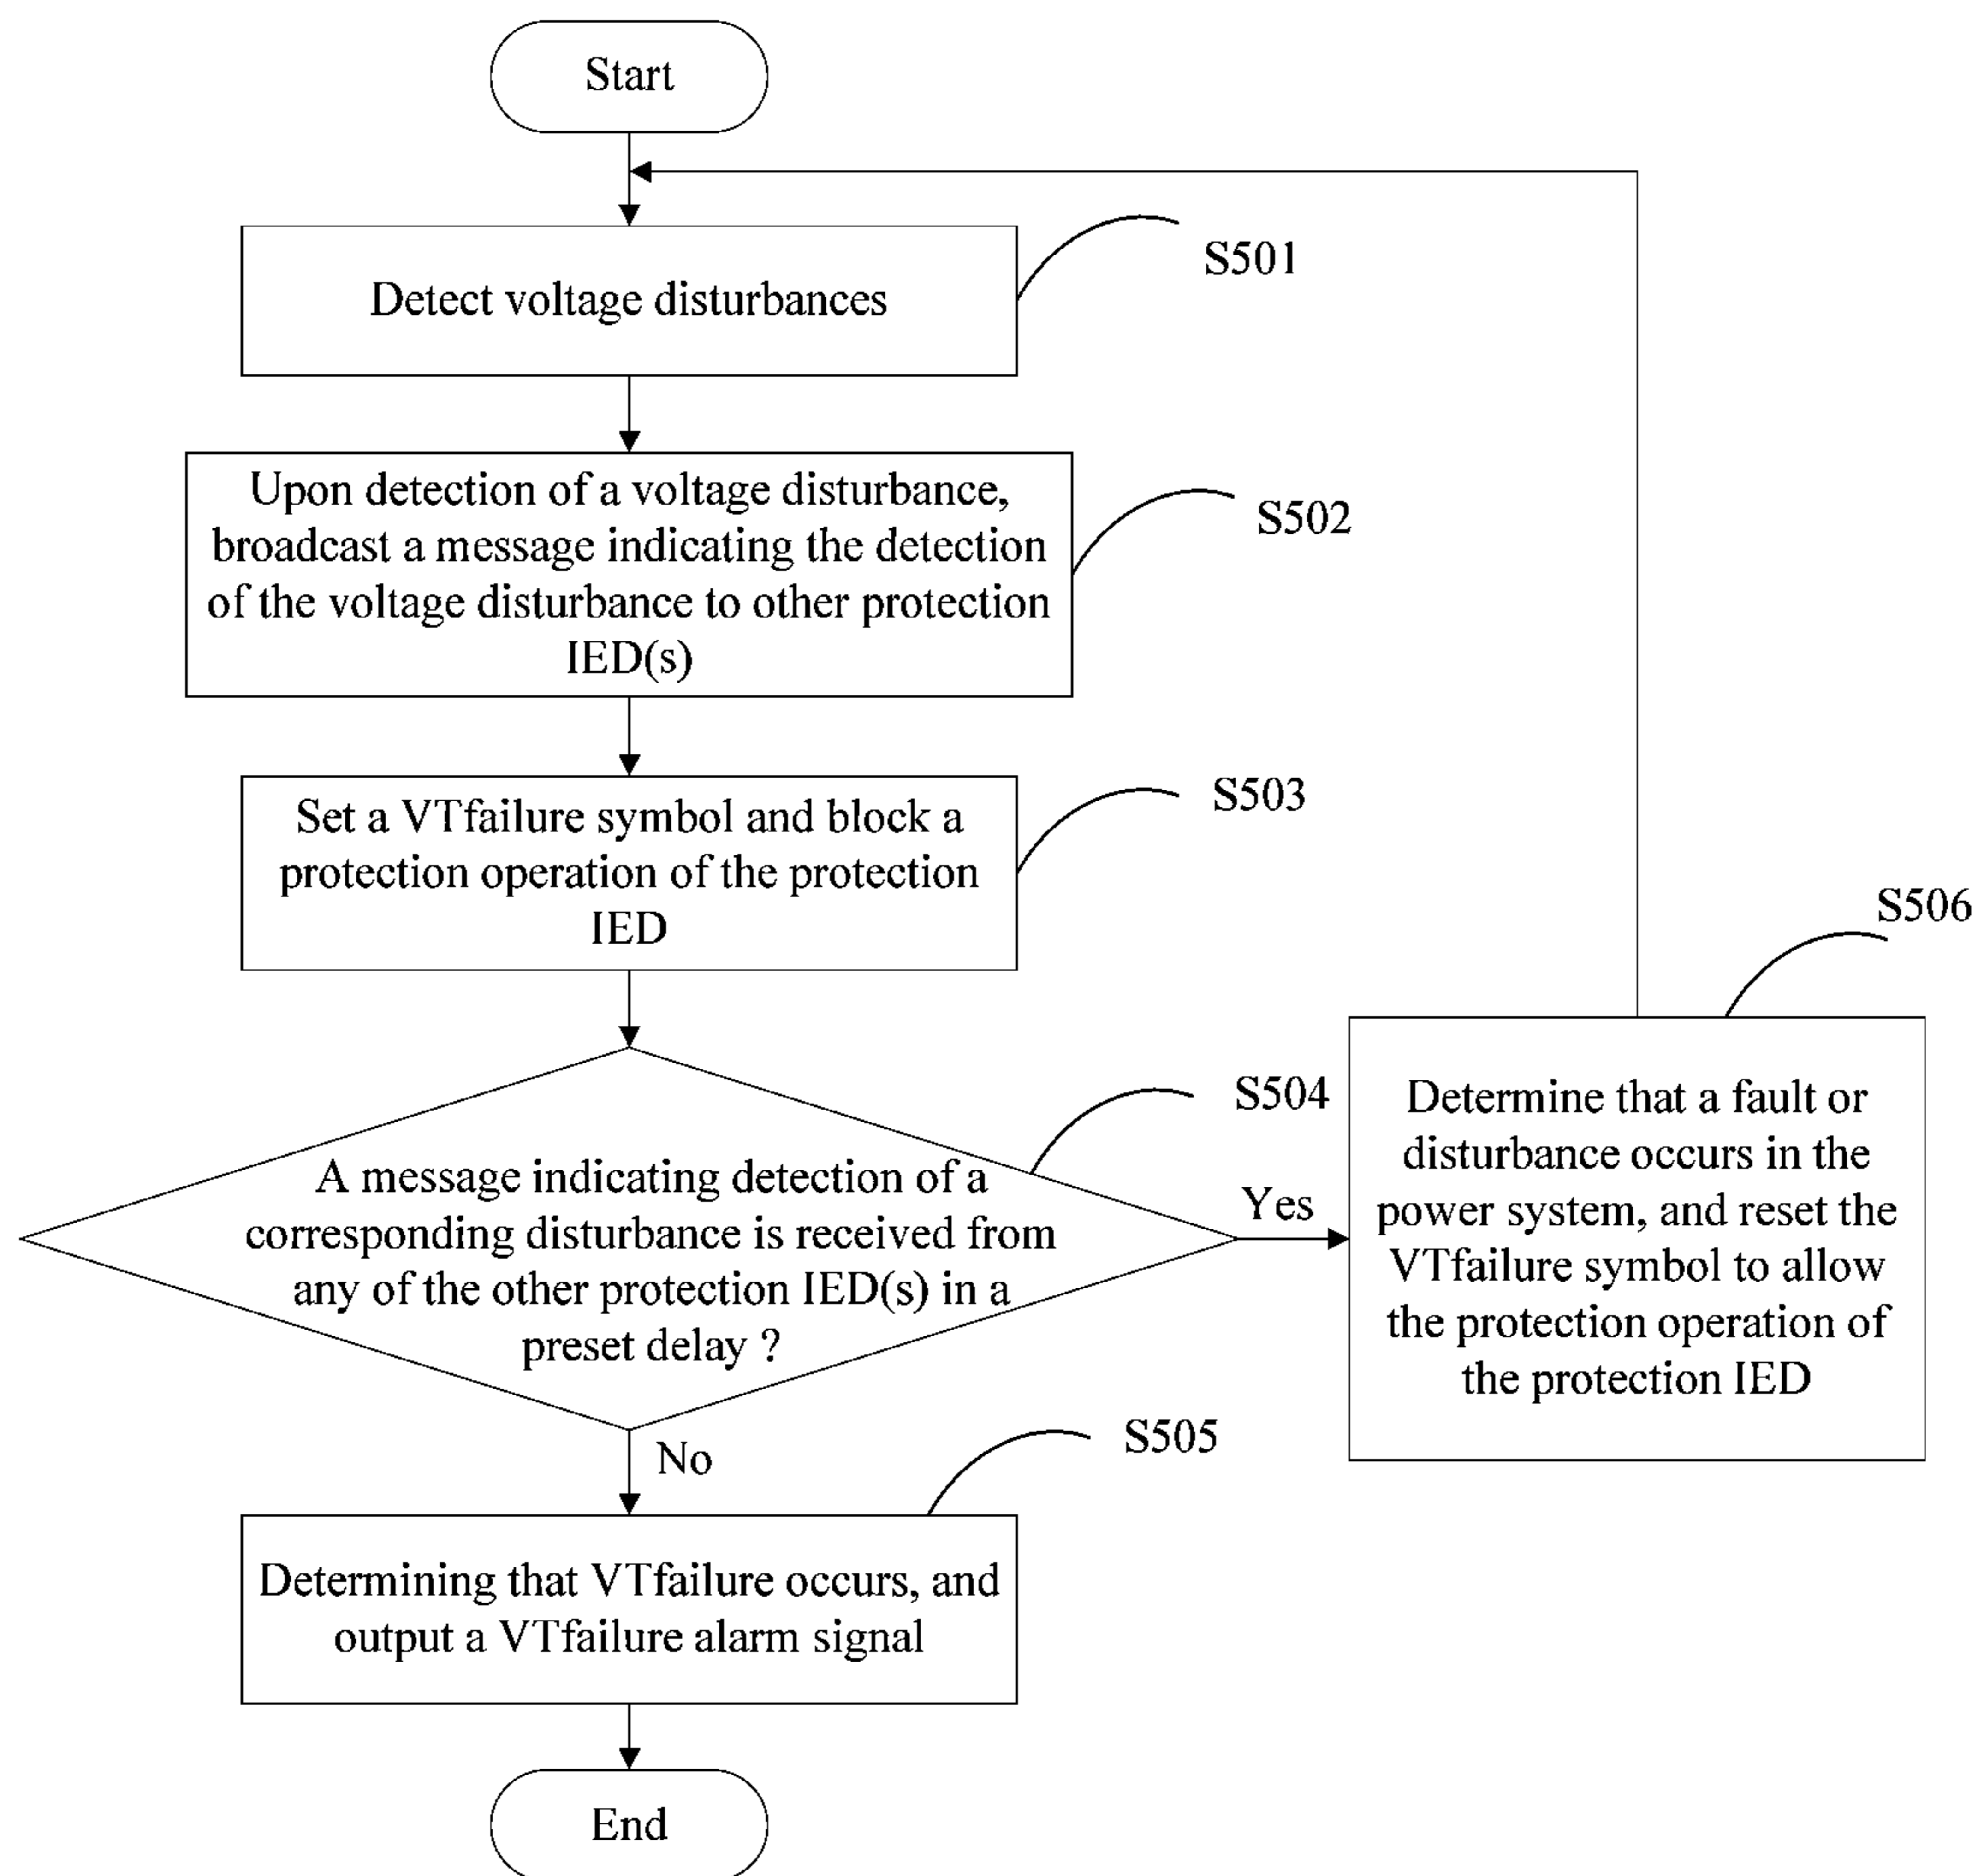 Start
Detect voltage disturbances
S501
Upon detection of a voltage disturbance,
broadcast a message indicating the detection
of the voltage disturbance to other protection
IED(s)
S502
Set a VTfailure symbol and block a
protection operation of the protection
IED
S503
A message indicating detection of a
corresponding disturbance is received from
any of the other protection IED(s) in a
preset delay ?
S504
Yes
Determine that a fault or
disturbance occurs in the
power system, and reset the
VTfailure symbol to allow
the protection operation of
the protection IED
S506
No
Determining that VTfailure occurs, and
output a VTfailure alarm signal
S505
End